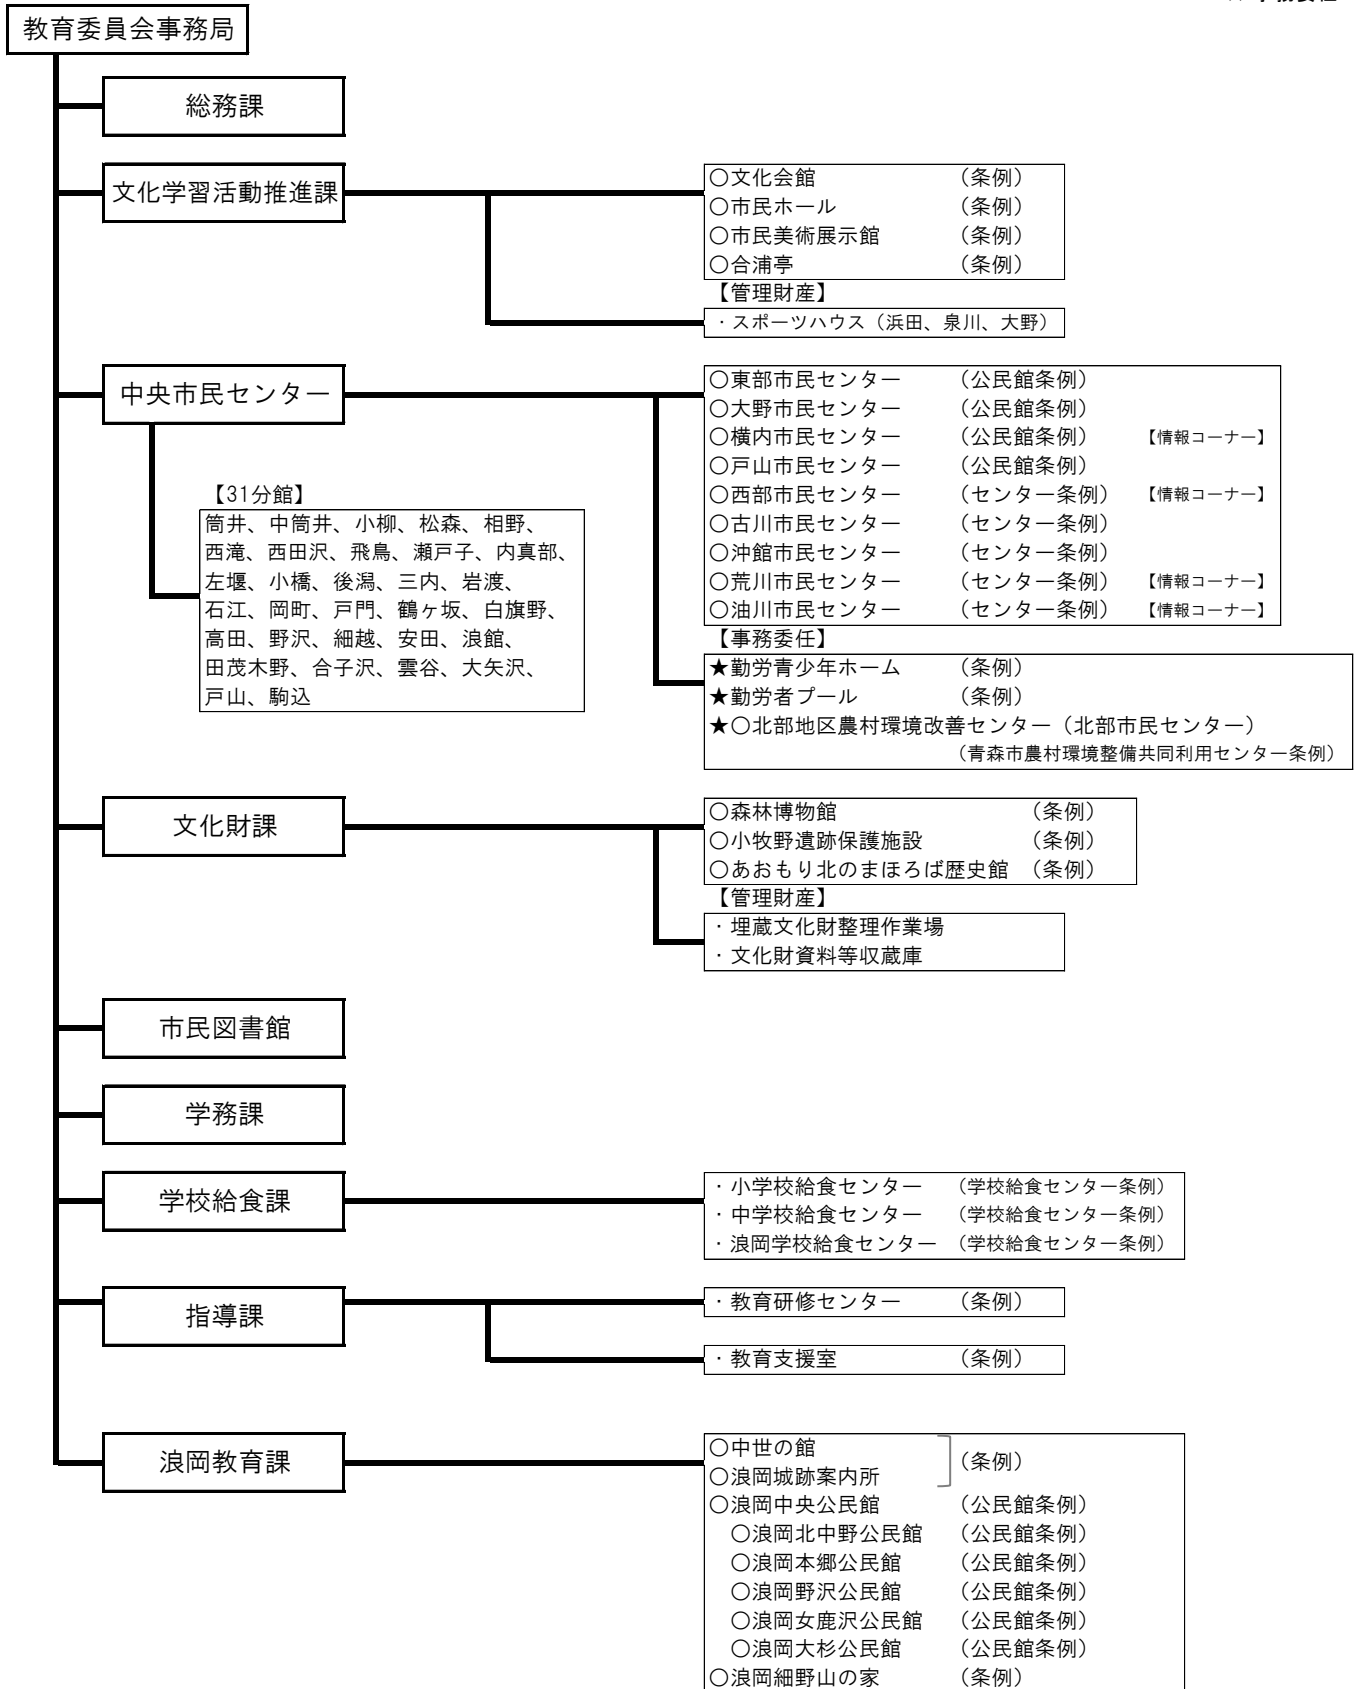 教育委員会事務局
総務課
文化学習活動推進課
○文化会館 （条例）
○市民ホール （条例）
○市民美術展示館 （条例）
○合浦亭 （条例）
【管理財産】
・スポーツハウス（浜田、泉川、大野）
中央市民センター
○東部市民センター （公民館条例）
○大野市民センター （公民館条例）
○横内市民センター （公民館条例） 【情報コーナー】
○戸山市民センター （公民館条例）
○西部市民センター （センター条例） 【情報コーナー】
○古川市民センター （センター条例）
○沖館市民センター （センター条例）
○荒川市民センター （センター条例） 【情報コーナー】
○油川市民センター （センター条例） 【情報コーナー】
【31分館】
筒井、中筒井、小柳、松森、相野、
西滝、西田沢、飛鳥、瀬戸子、内真部、
左堰、小橋、後潟、三内、岩渡、
石江、岡町、戸門、鶴ヶ坂、白旗野、
高田、野沢、細越、安田、浪館、
田茂木野、合子沢、雲谷、大矢沢、
戸山、駒込
【事務委任】
★勤労青少年ホーム （条例）
★勤労者プール （条例）
★○北部地区農村環境改善センター（北部市民センター）
（青森市農村環境整備共同利用センター条例）
文化財課
○森林博物館 （条例）
○小牧野遺跡保護施設 （条例）
○あおもり北のまほろば歴史館 （条例）
【管理財産】
・埋蔵文化財整理作業場
・文化財資料等収蔵庫
市民図書館
学務課
学校給食課
・小学校給食センター （学校給食センター条例）
・中学校給食センター （学校給食センター条例）
・浪岡学校給食センター （学校給食センター条例）
指導課
・教育研修センター （条例）
・教育支援室 （条例）
浪岡教育課
○中世の館
○浪岡城跡案内所 （条例）
○浪岡中央公民館 （公民館条例）
○浪岡北中野公民館 （公民館条例）
○浪岡本郷公民館 （公民館条例）
○浪岡野沢公民館 （公民館条例）
○浪岡女鹿沢公民館 （公民館条例）
○浪岡大杉公民館 （公民館条例）
○浪岡細野山の家 （条例）